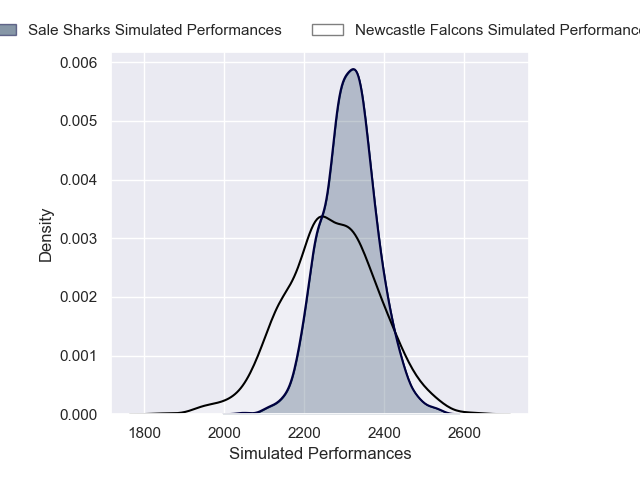 Sale Sharks Simulated Performances
Newcastle Falcons Simulated Performance
0.006
0.005
0.004
0.003
0.002
0.001
0.000
Density
1800 2000 2200 2400 2600
Simulated Performances